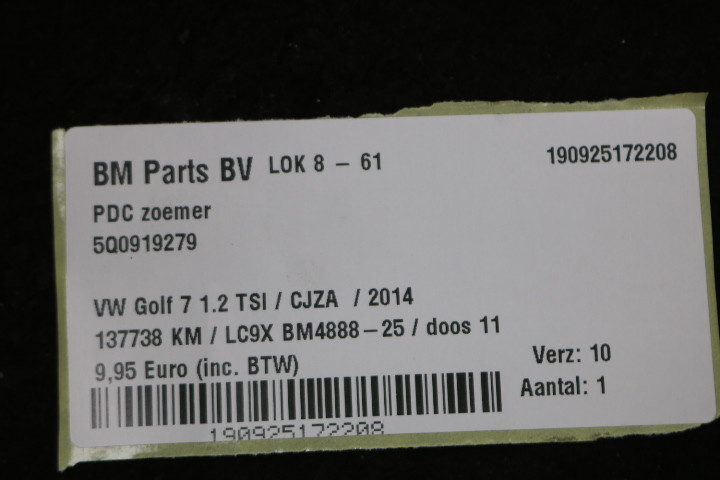 BM Parts BV LOK 8 - 61 190925172208
PDC zoemer
5Q0919279
VW Golf 7 1.2 TSI / CJZA / 2014
137738 KM / LC9X BM4888-25 / doos 11
9,95 Euro (inc. BTW)
Verz: 10
Aantal: 1
190925172208